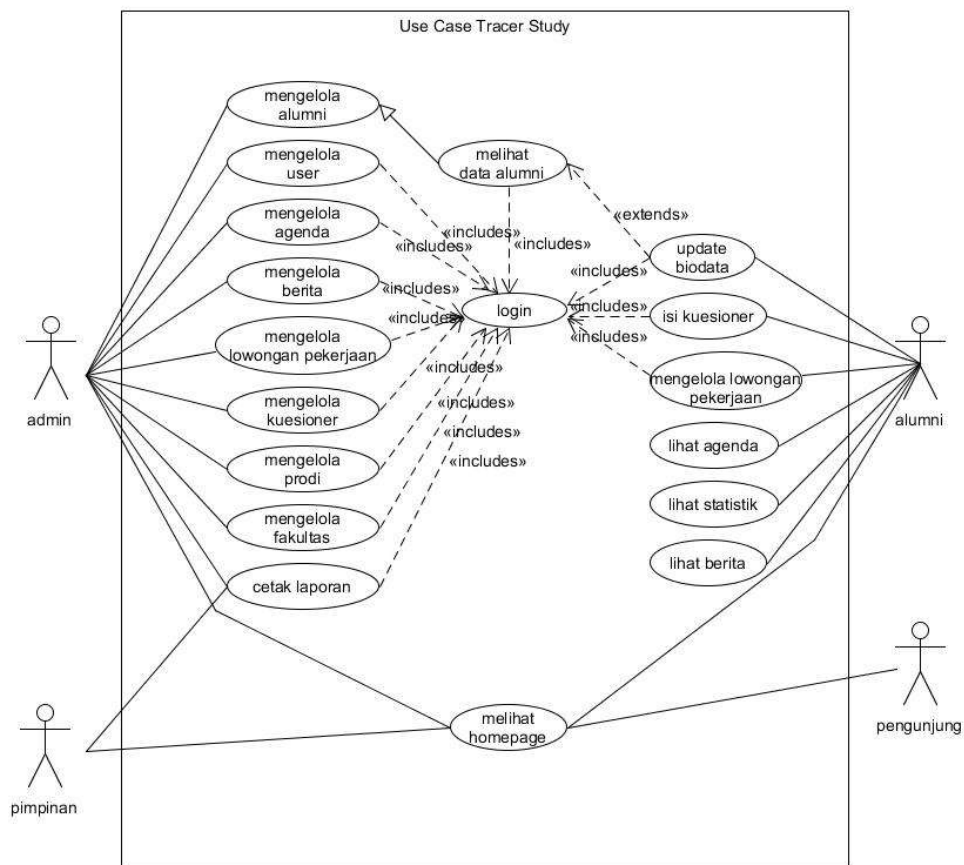 Use Case Tracer Study
mengelola
alumni
mengelola
user
melihat
data alumni
mengelola
agenda
«extends»
«includes»
«includes»
«includes»
update
biodata
mengelola
berita
«includes»
«includes»
login
«includes»
isi kuesioner
mengelola
lowongan pekerjaan
«includes»
«includes»
admin
mengelola lowongan
pekerjaan
alumni
«includes»
mengelola
kuesioner
«includes»
lihat agenda
mengelola
prodi
«includes»
«includes»
lihat statistik
mengelola
fakultas
lihat berita
cetak laporan
melihat
homepage
pengunjung
pimpinan